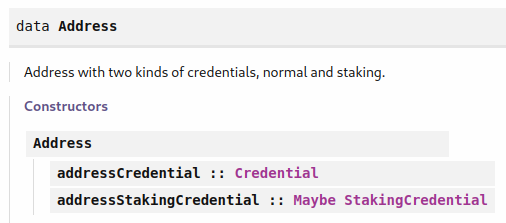 data Address
Address with two kinds of credentials, normal and staking.
Constructors
Address
addressCredential :: Credential
addressStakingCredential :: Maybe StakingCredential